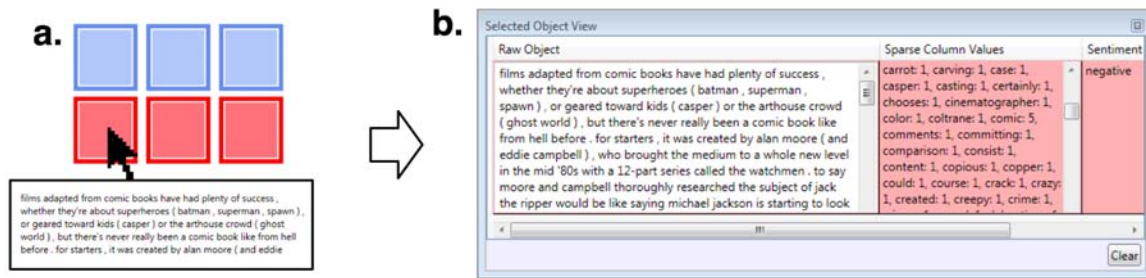 a.
films adapted from comic books have had plenty of success ,
whether they're about superheroes ( batman , superman , spawn ) ,
or geared toward kids ( casper ) or the arthouse crowd ( ghost
world ) , but there's never really been a comic book like from hell
before . for starters , it was created by alan moore ( and eddie
b.
Selected Object View
Raw Object
films adapted from comic books have had plenty of success ,
whether they're about superheroes ( batman , superman ,
spawn ) , or geared toward kids ( casper ) or the arthouse crowd
( ghost world ) , but there's never really been a comic book like
from hell before . for starters , it was created by alan moore ( and
eddie campbell ) , who brought the medium to a whole new level
in the mid '80s with a 12-part series called the watchmen . to say
moore and campbell thoroughly researched the subject of jack
the ripper would be like saying michael jackson is starting to look
Sparse Column Values
carrot: 1, carving: 1, case: 1,
casper: 1, casting: 1, certainly: 1,
chooses: 1, cinematographer: 1,
color: 1, coltrane: 1, comic: 5,
comments: 1, committing: 1,
comparison: 1, consist: 1,
content: 1, copious: 1, copper: 1,
could: 1, course: 1, crack: 1, crazy:
1, created: 1, creepy: 1, crime: 1,
Sentiment
negative
Clear